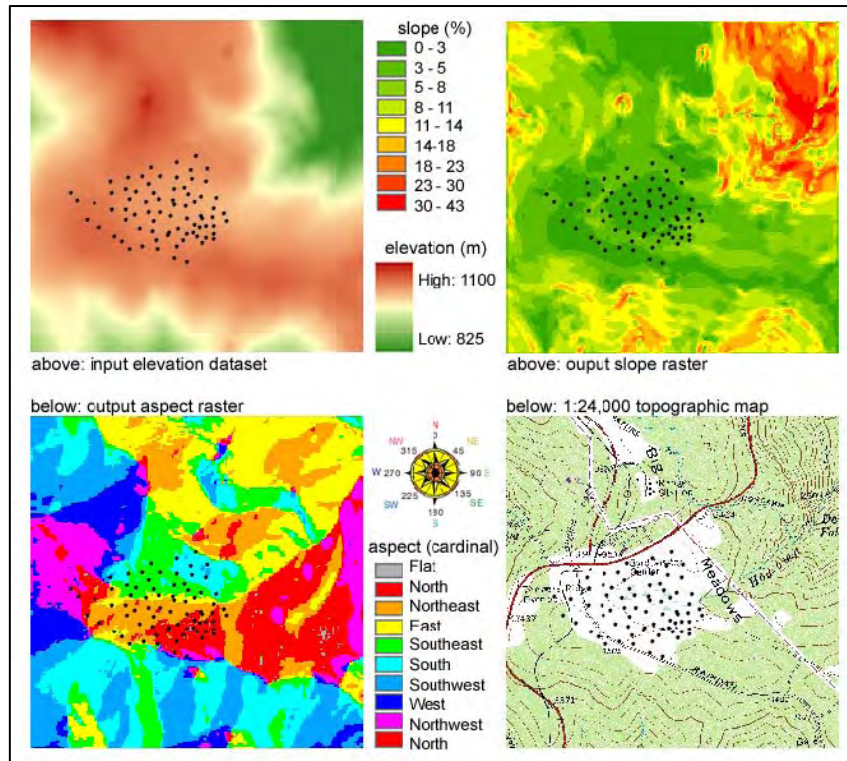 slope (%)
0 - 3
3 - 5
5 - 8
8 - 11
11 - 14
14-18
18 - 23
23 - 30
30 - 43
elevation (m)
High: 1100
Low: 825
above: input elevation dataset
above: ouput slope raster
below: output aspect raster
below: 1:24,000 topographic map
N
0
NW
NE
315
45
W
270
90
E
225
135
SW
SE
180
S
aspect (cardinal)
Flat
North
Northeast
East
Southeast
South
Southwest
West
Northwest
North
Big
Meadows
Center